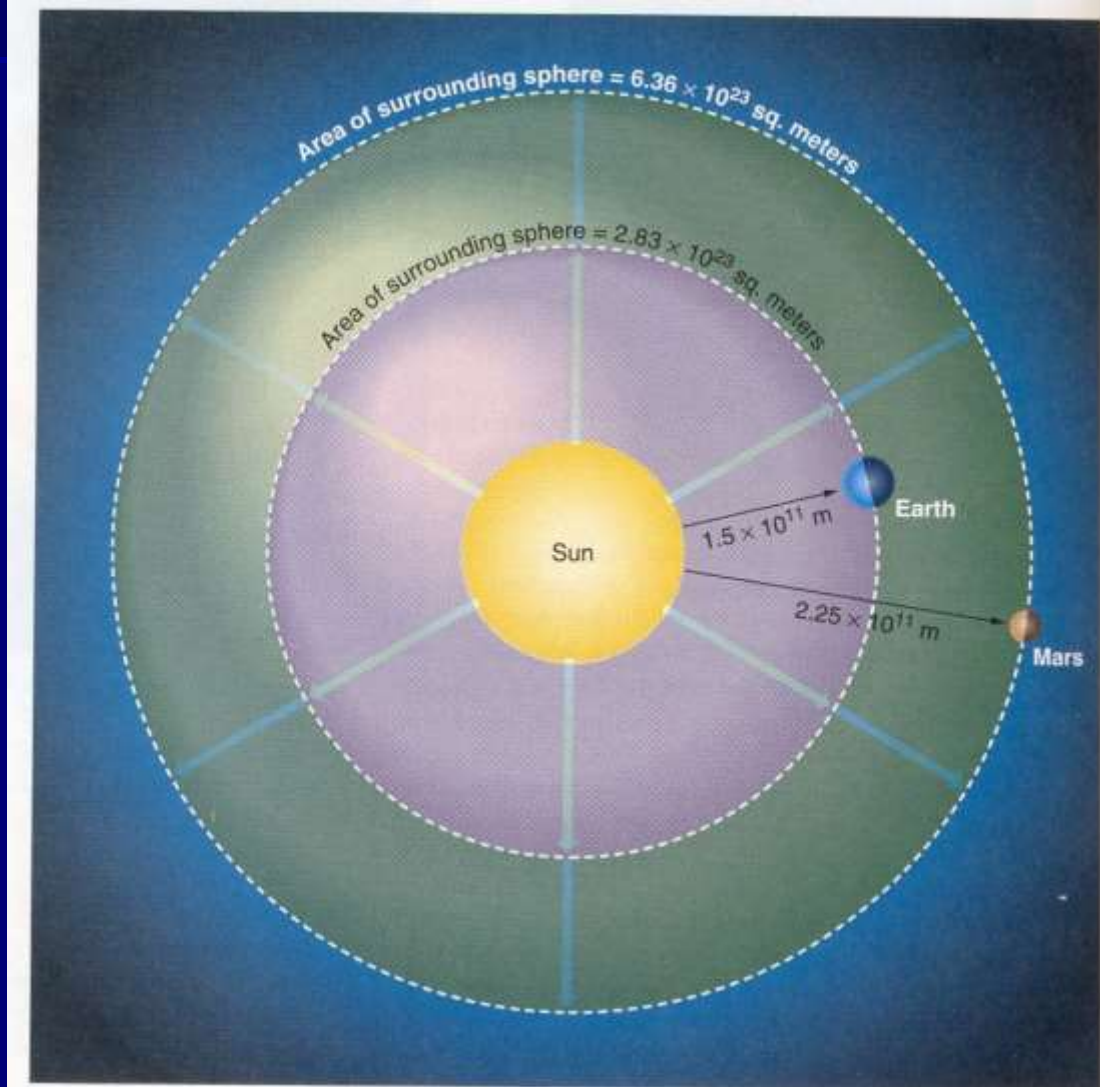 Area of surrounding sphere = 6.36 × 10²³ sq. meters
Area of surrounding sphere = 2.83 × 10²³ sq. meters
Sun
1.5 × 10¹¹ m
Earth
2.25 × 10¹¹ m
Mars